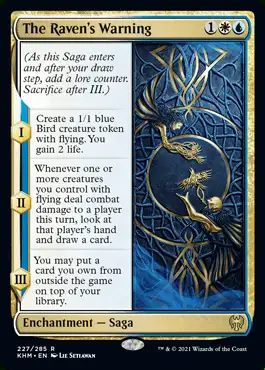 The Raven's Warning 1
(As this Saga enters
and after your draw
step, add a lore counter.
Sacrifice after III.)
I
Create a 1/1 blue
Bird creature token
with flying. You
gain 2 life.
II
Whenever one or
more creatures
you control with
flying deal combat
damage to a player
this turn, look at
that player's hand
and draw a card.
III
You may put a
card you own from
outside the game
on top of your
library.
Enchantment — Saga
227/285 R
KHM • EN Lie Setiawan
™ & © 2021 Wizards of the Coast